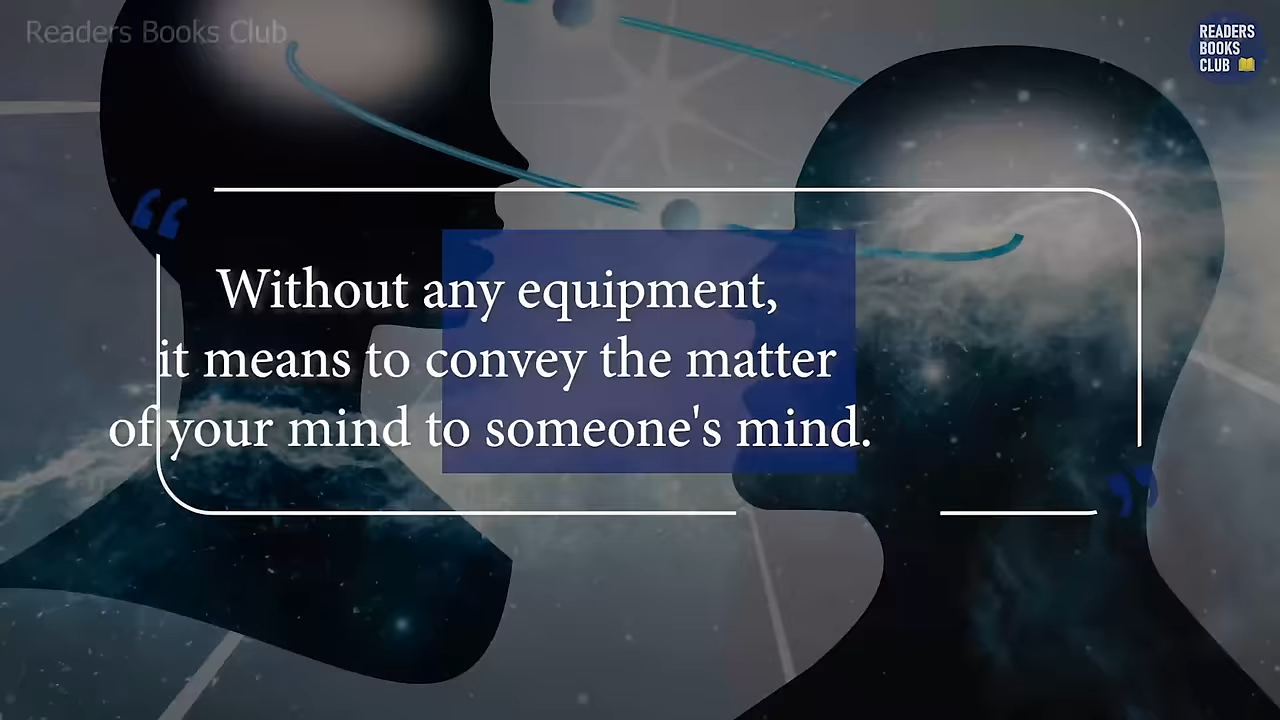 Readers Books Club
READERS
BOOKS
CLUB
“
Without any equipment,
it means to convey the matter
of your mind to someone's mind.
”